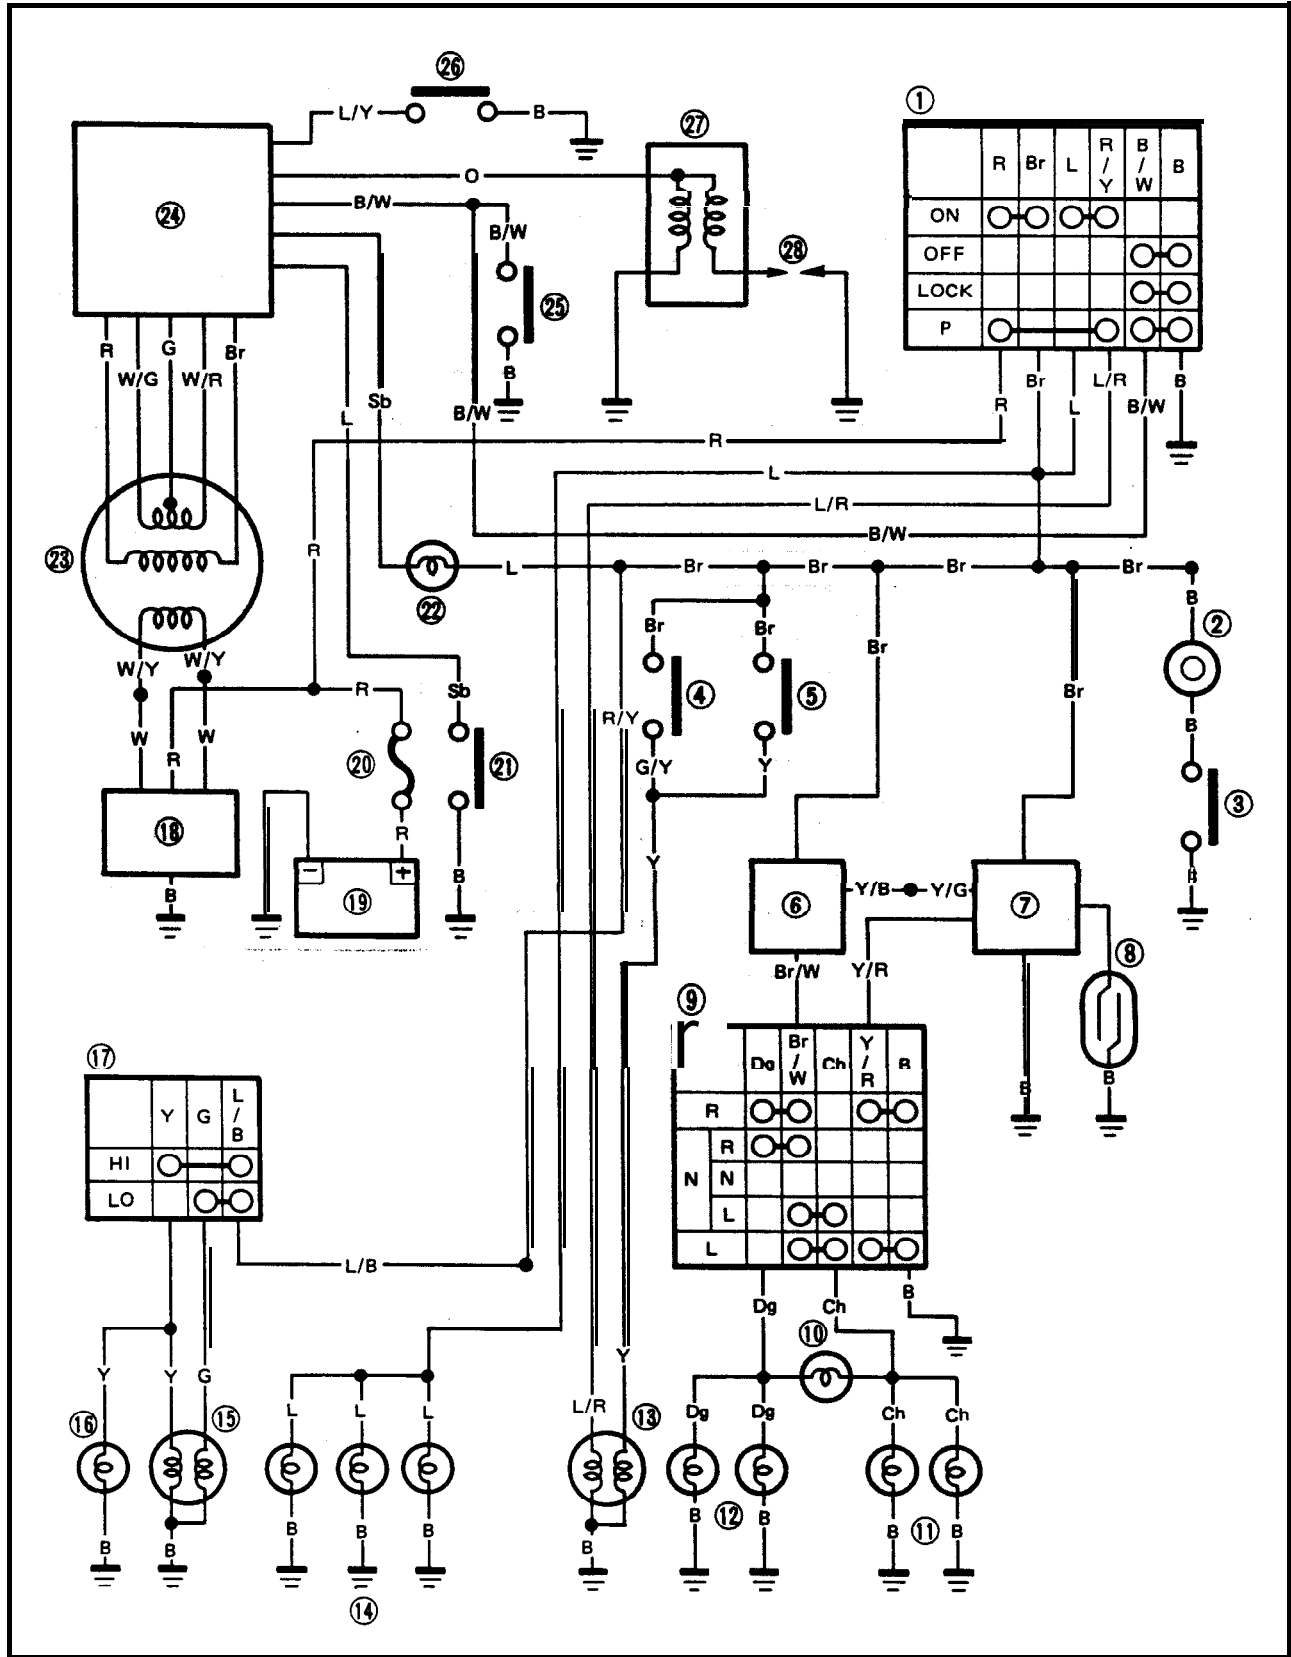 26
L/Y
B
1
27
R Br L R/Y B/W B
24
O
B/W
ON
B/W
28
OFF
25
LOCK
P
R
G
Br
W/G
W/R
B
Br
L/R
B
Sb
R
L
B/W
B/W
L
R
L
L/R
R
B/W
23
L
Br
Br
Br
Br
22
B
2
Br
Br
Br
W/Y
W/Y
R
Sb
4
5
Br
R/Y
B
W
W
R
20
21
G/Y
Y
3
18
R
Y
B
−
+
B
19
B
6
Y/B
Y/G
7
Br/W
Y/R
8
9
17
Dg Br/W Ch Y/R B
Y G L/B
B
B
R
HI
R
N
N
LO
L
L
L/B
B
Dg
Ch
10
Y
Y
Y
G
L/R
13
16
15
L
L
L
Dg
Dg
Ch
Ch
B
12
B
B
B
B
B
B
11
B
B
B
B
14